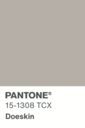 PANTONE®
15-1308 TCX
Doeskin